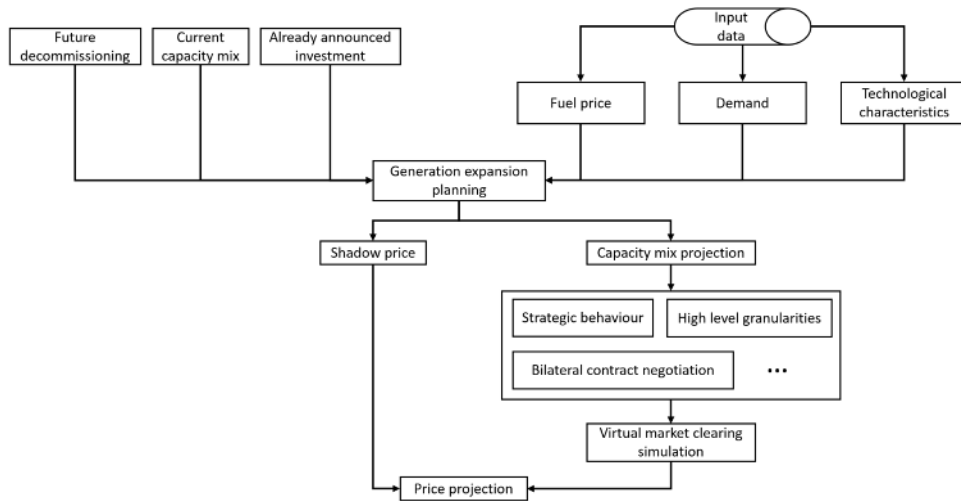 Input
data
Future
decommissioning
Current
capacity mix
Already announced
investment
Fuel price
Demand
Technological
characteristics
Generation expansion
planning
Shadow price
Capacity mix projection
Strategic behaviour
High level granularities
Bilateral contract negotiation
...
Virtual market clearing
simulation
Price projection